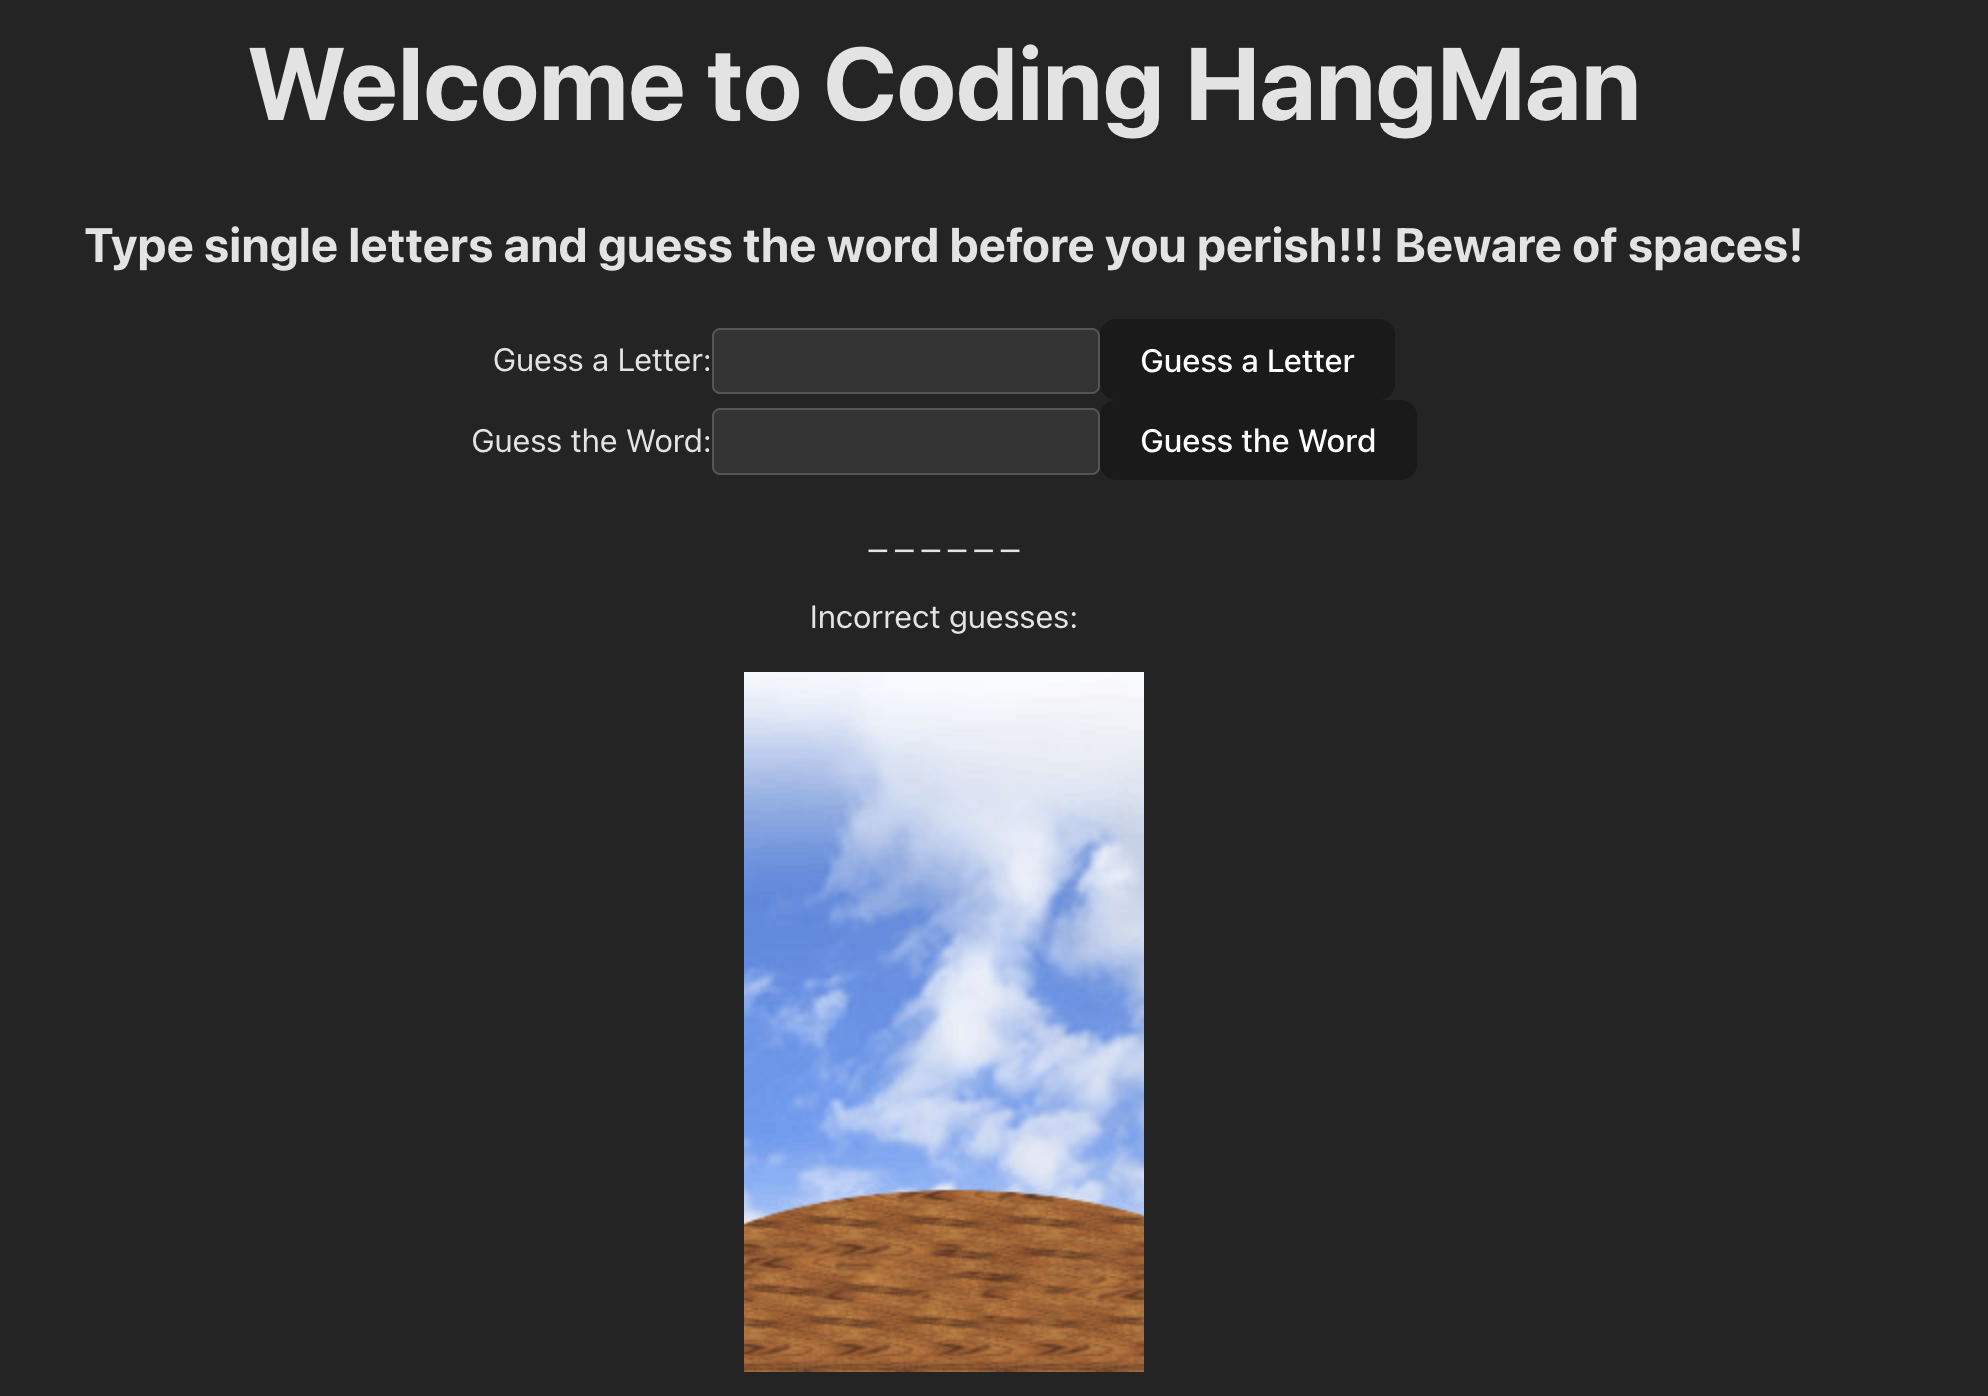 Welcome to Coding HangMan
Type single letters and guess the word before you perish!!! Beware of spaces!
Guess a Letter: Guess a Letter
Guess the Word: Guess the Word
_ _ _ _ _ _
Incorrect guesses: